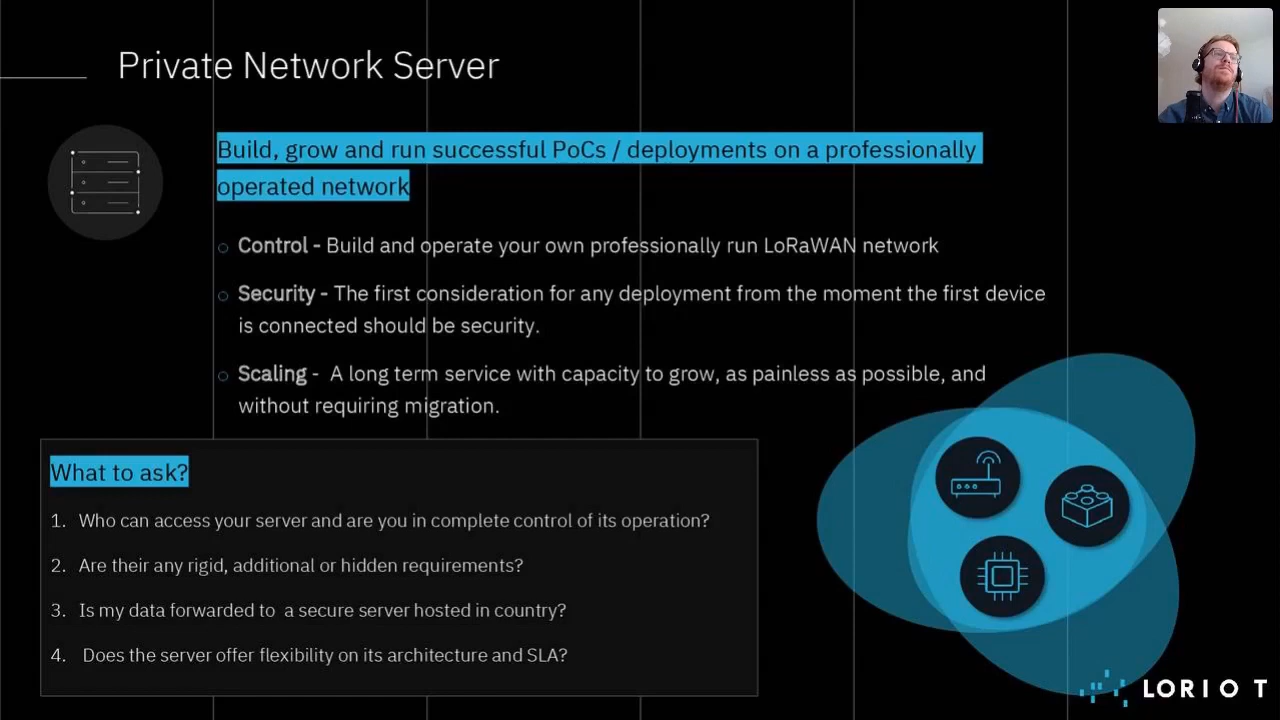 Private Network Server
Build, grow and run successful PoCs / deployments on a professionally
operated network
Control - Build and operate your own professionally run LoRaWAN network
Security - The first consideration for any deployment from the moment the first device
is connected should be security.
Scaling - A long term service with capacity to grow, as painless as possible, and
without requiring migration.
What to ask?
1. Who can access your server and are you in complete control of its operation?
2. Are their any rigid, additional or hidden requirements?
3. Is my data forwarded to a secure server hosted in country?
4. Does the server offer flexibility on its architecture and SLA?
LORIOT